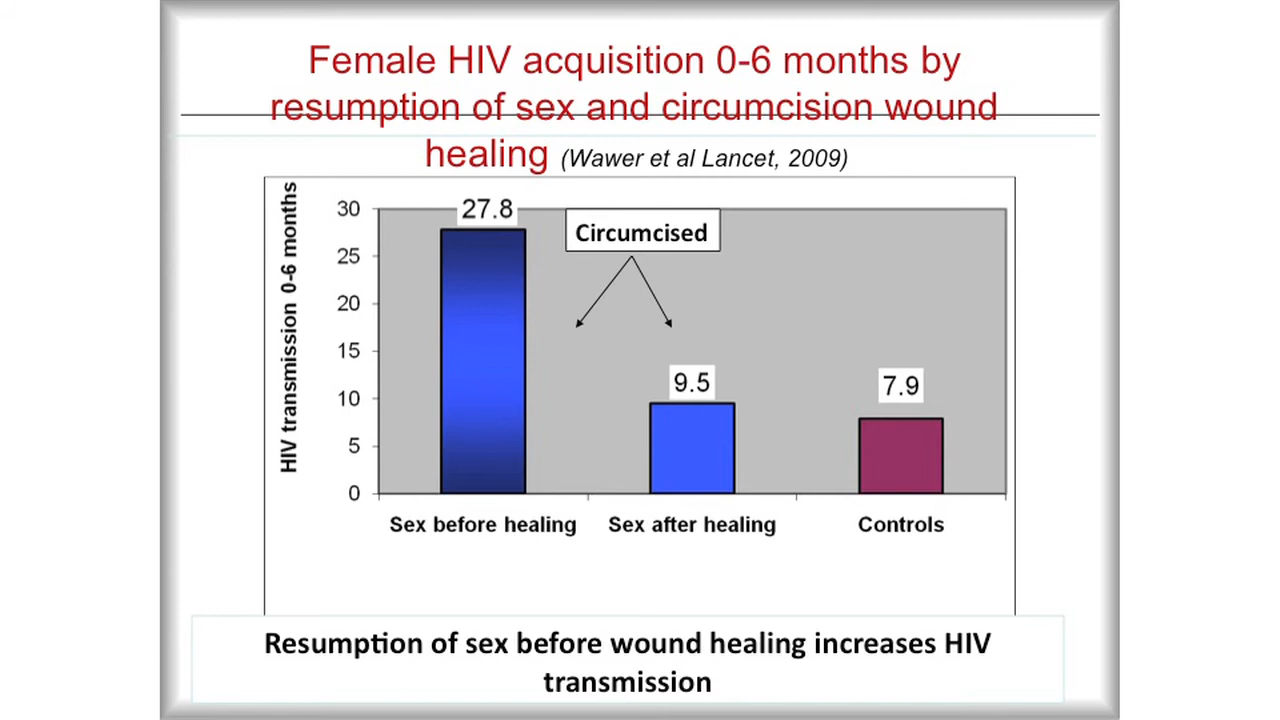 Female HIV acquisition 0-6 months by
resumption of sex and circumcision wound
healing (Wawer et al Lancet, 2009)
HIV transmission 0-6 months
30
25
20
15
10
5
0
27.8
Circumcised
9.5
7.9
Sex before healing
Sex after healing
Controls
Resumption of sex before wound healing increases HIV
transmission